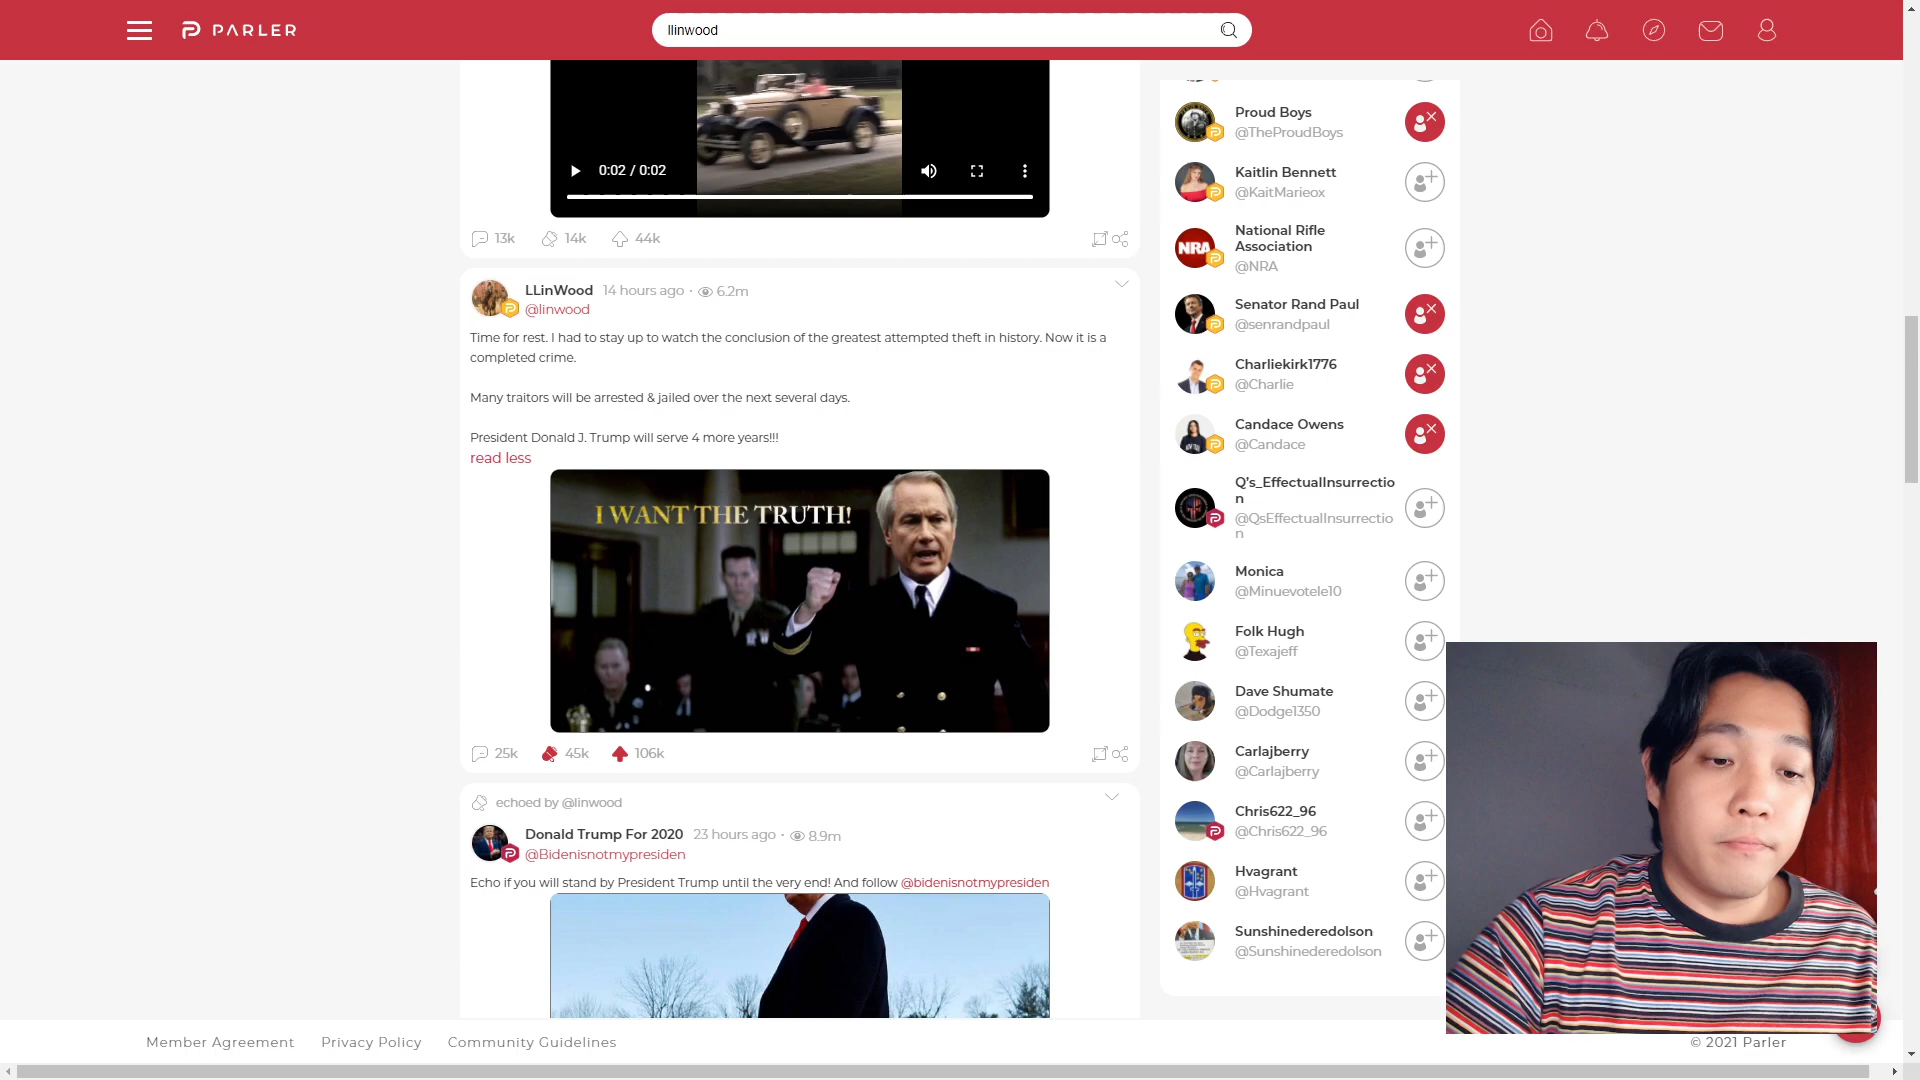 PARLER
llinwood
0:02 / 0:02
13k 14k 44k
LLinWood 14 hours ago · 6.2m
@linwood
Time for rest. I had to stay up to watch the conclusion of the greatest attempted theft in history. Now it is a
completed crime.
Many traitors will be arrested & jailed over the next several days.
President Donald J. Trump will serve 4 more years!!!
read less
I WANT THE TRUTH!
25k 45k 106k
echoed by @linwood
Donald Trump For 2020 23 hours ago · 8.9m
@Bidenisnotmypresiden
Echo if you will stand by President Trump until the very end! And follow @bidenisnotmypresiden
Proud Boys
@TheProudBoys
Kaitlin Bennett
@KaitMarieox
NRA
National Rifle
Association
@NRA
Senator Rand Paul
@senrandpaul
Charliekirk1776
@Charlie
Candace Owens
@Candace
Q's_EffectualInsurrectio
n
@QsEffectualInsurrectio
n
Monica
@Minuevotele10
Folk Hugh
@Texajeff
Dave Shumate
@Dodge1350
Carlajberry
@Carlajberry
Chris622_96
@Chris622_96
Hvagrant
@Hvagrant
Sunshinederedolson
@Sunshinederedolson
Member Agreement Privacy Policy Community Guidelines
© 2021 Parler